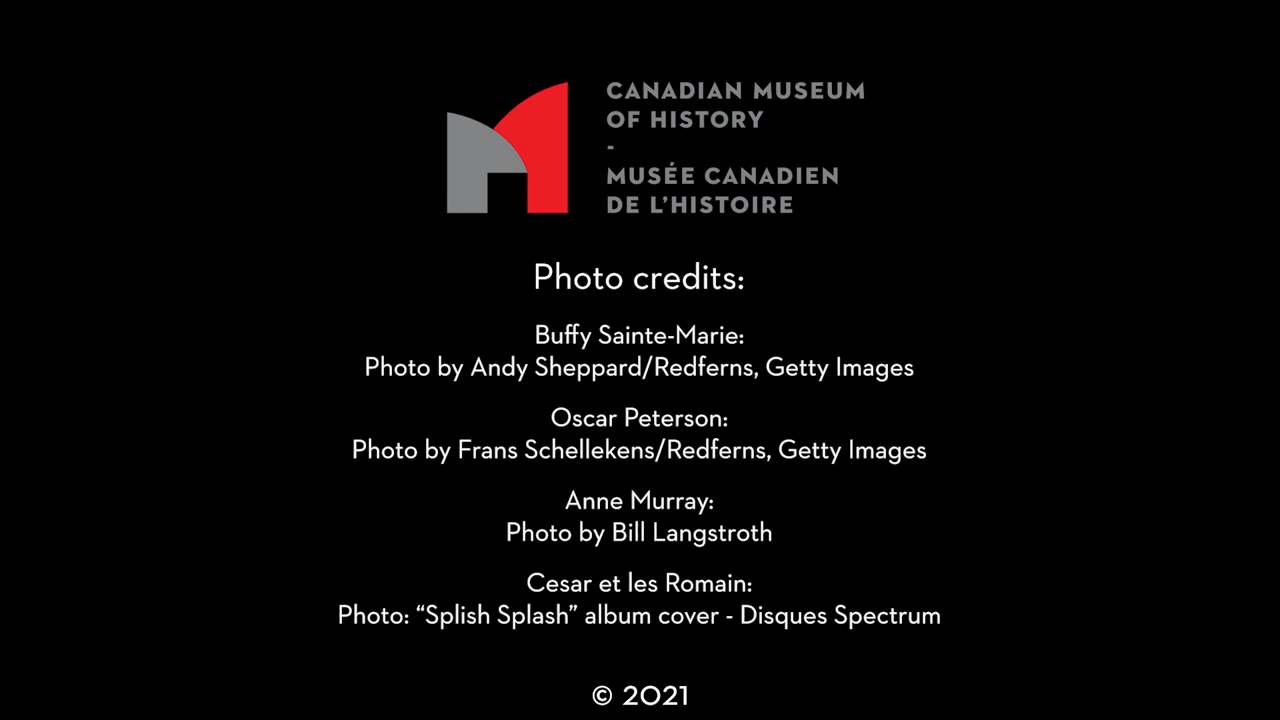 CANADIAN MUSEUM
OF HISTORY
-
MUSÉE CANADIEN
DE L’HISTOIRE
Photo credits:
Buffy Sainte-Marie:
Photo by Andy Sheppard/Redferns, Getty Images
Oscar Peterson:
Photo by Frans Schellekens/Redferns, Getty Images
Anne Murray:
Photo by Bill Langstroth
Cesar et les Romain:
Photo: “Splish Splash” album cover - Disques Spectrum
© 2021